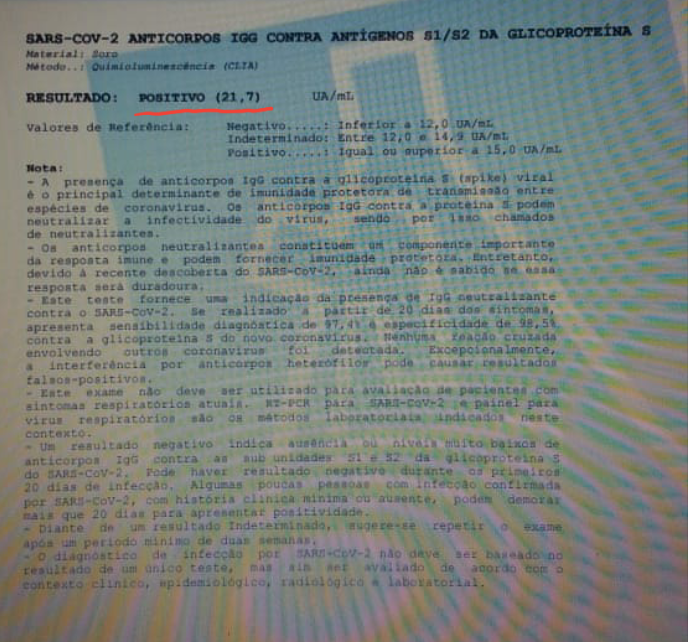 SARS-COV-2 ANTICORPOS IGG CONTRA ANTÍGENOS S1/S2 DA GLICOPROTEÍNA S
Material: Soro
Método..: Quimioluminescência (CLIA)
RESULTADO: POSITIVO (21,7) UA/mL
Valores de Referência: Negativo.....: Inferior a 12,0 UA/mL
Indeterminado: Entre 12,0 e 14,9 UA/mL
Positivo.....: Igual ou superior a 15,0 UA/mL
Nota:
- A presença de anticorpos IgG contra a glicoproteína S (spike) viral
é o principal determinante de imunidade protetora de transmissão entre
espécies de coronavírus. Os anticorpos IgG contra a proteína S podem
neutralizar a infectividade do vírus, sendo por isso chamados
de neutralizantes.
- Os anticorpos neutralizantes constituem um componente importante
da resposta imune e podem fornecer imunidade protetora. Entretanto,
devido à recente descoberta do SARS-CoV-2, ainda não é sabido se essa
resposta será duradoura.
- Este teste fornece uma indicação da presença de IgG neutralizante
contra o SARS-CoV-2. Se realizado a partir de 20 dias dos sintomas,
apresenta sensibilidade diagnóstica de 97,4% e especificidade de 98,5%
contra a glicoproteína S do novo coronavírus. Nenhuma reação cruzada
envolvendo outros coronavírus foi detectada. Excepcionalmente,
a interferência por anticorpos heterófilos pode causar resultados
falsos-positivos.
- Este exame não deve ser utilizado para avaliação de pacientes com
sintomas respiratórios atuais. RT-PCR para SARS-CoV-2 e painel para
vírus respiratórios são os métodos laboratoriais indicados neste
contexto.
- Um resultado negativo indica ausência ou níveis muito baixos de
anticorpos IgG contra as sub unidades S1 e S2 da glicoproteína S
do SARS-CoV-2. Pode haver resultado negativo durante os primeiros
20 dias de infecção. Algumas poucas pessoas com infecção confirmada
por SARS-CoV-2, com história clínica mínima ou ausente, podem demorar
mais que 20 dias para apresentar positividade.
- Diante de um resultado Indeterminado, sugere-se repetir o exame
após um período mínimo de duas semanas.
- O diagnóstico de infecção por SARS-CoV-2 não deve ser baseado no
resultado de um único teste, mas sim ser avaliado de acordo com o
contexto clínico, epidemiológico, radiológico e laboratorial.